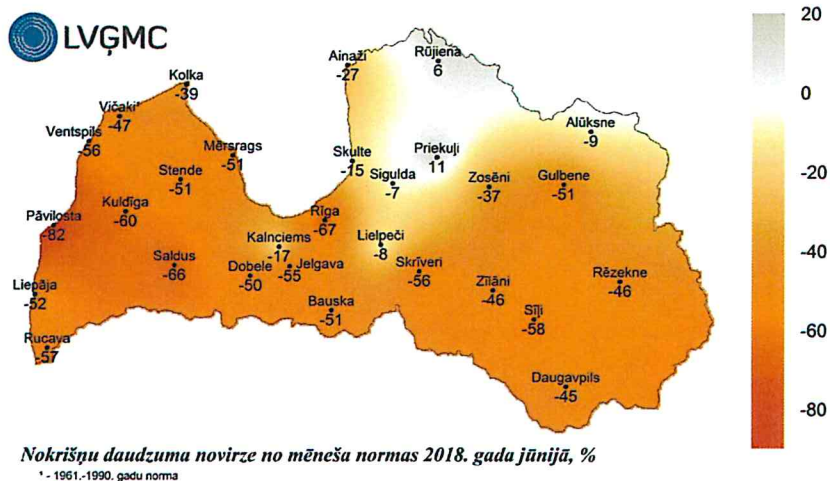 LVĢMC
20
Rūjiena
6
Ainaži
-27
Kolka
-39
0
Vičaki¹
-47
Alūksne
-9
Ventspils
-56
Mērsrags
-51
Skulte
-15
Priekuļi
11
Stende
-51
Sigulda
-7
Zosēni
-37
Gulbene
-51
-20
Kuldīga
-60
Pāvilosta
-82
Rīga
-67
Kalnciems
-17
Lielpeči
-8
-40
Saldus
-66
Dobele
-50
Jelgava
-55
Skrīveri
-56
Zīlāni
-46
Rēzekne
-46
Liepāja
-52
Bauska
-51
Sīļi
-58
-60
Rucava
-57
Daugavpils
-45
-80
Nokrišņu daudzuma novirze no mēneša normas 2018. gada jūnijā, %
¹ - 1961.-1990. gadu norma